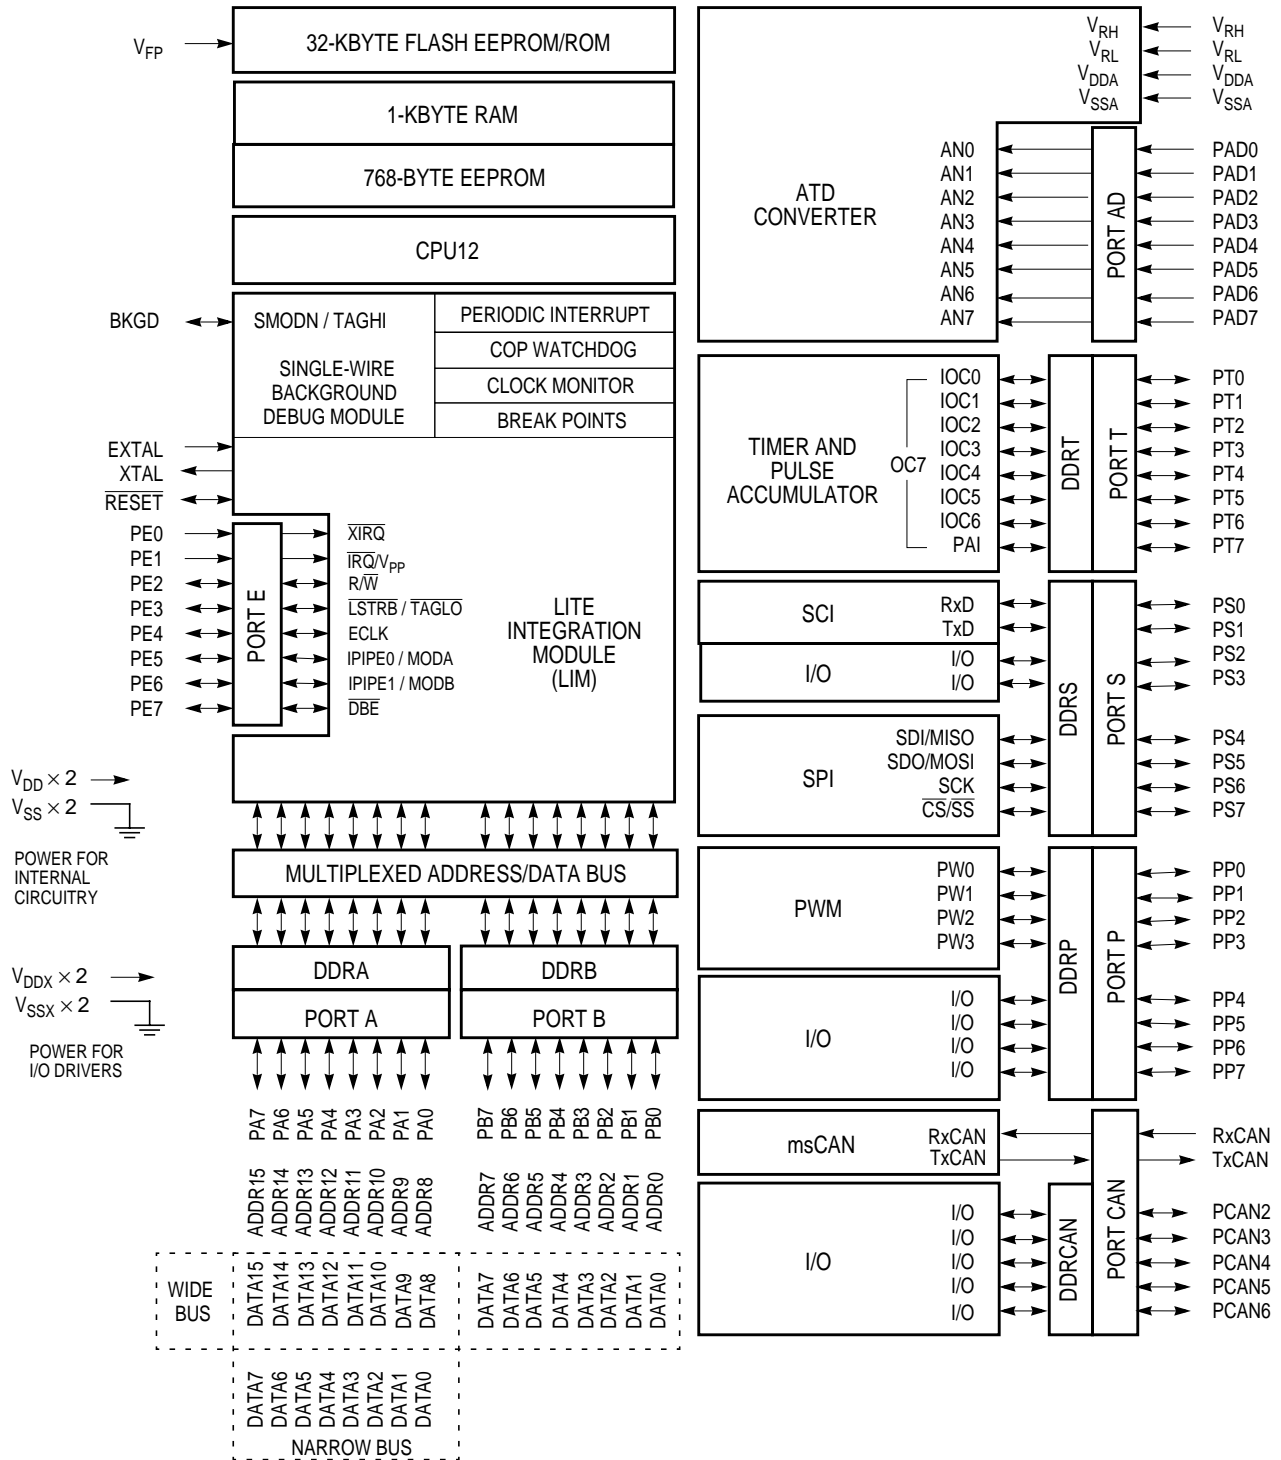 V_FP
32-KBYTE FLASH EEPROM/ROM
1-KBYTE RAM
768-BYTE EEPROM
CPU12
BKGD
SMODN / TAGHI
SINGLE-WIRE
BACKGROUND
DEBUG MODULE
PERIODIC INTERRUPT
COP WATCHDOG
CLOCK MONITOR
BREAK POINTS
EXTAL
XTAL
RESET
PE0
PE1
PE2
PE3
PE4
PE5
PE6
PE7
PORT E
XIRQ
IRQ/V_PP
R/W
LSTRB / TAGLO
ECLK
IPIPE0 / MODA
IPIPE1 / MODB
DBE
LITE
INTEGRATION
MODULE
(LIM)
V_DD × 2
V_SS × 2
POWER FOR
INTERNAL
CIRCUITRY
MULTIPLEXED ADDRESS/DATA BUS
V_DDX × 2
V_SSX × 2
POWER FOR
I/O DRIVERS
DDRA
DDRB
PORT A
PORT B
PA7
PA6
PA5
PA4
PA3
PA2
PA1
PA0
PB7
PB6
PB5
PB4
PB3
PB2
PB1
PB0
ADDR15
ADDR14
ADDR13
ADDR12
ADDR11
ADDR10
ADDR9
ADDR8
ADDR7
ADDR6
ADDR5
ADDR4
ADDR3
ADDR2
ADDR1
ADDR0
WIDE
BUS
DATA15
DATA14
DATA13
DATA12
DATA11
DATA10
DATA9
DATA8
DATA7
DATA6
DATA5
DATA4
DATA3
DATA2
DATA1
DATA0
DATA7
DATA6
DATA5
DATA4
DATA3
DATA2
DATA1
DATA0
NARROW BUS
V_RH
V_RL
V_DDA
V_SSA
V_RH
V_RL
V_DDA
V_SSA
ATD
CONVERTER
AN0
AN1
AN2
AN3
AN4
AN5
AN6
AN7
PORT AD
PAD0
PAD1
PAD2
PAD3
PAD4
PAD5
PAD6
PAD7
TIMER AND
PULSE
ACCUMULATOR
OC7
IOC0
IOC1
IOC2
IOC3
IOC4
IOC5
IOC6
PAI
DDRT
PORT T
PT0
PT1
PT2
PT3
PT4
PT5
PT6
PT7
SCI
RxD
TxD
I/O
I/O
I/O
SPI
SDI/MISO
SDO/MOSI
SCK
CS/SS
DDRS
PORT S
PS0
PS1
PS2
PS3
PS4
PS5
PS6
PS7
PWM
PW0
PW1
PW2
PW3
I/O
I/O
I/O
I/O
I/O
DDRP
PORT P
PP0
PP1
PP2
PP3
PP4
PP5
PP6
PP7
msCAN
RxCAN
TxCAN
I/O
I/O
I/O
I/O
I/O
I/O
DDRCAN
PORT CAN
RxCAN
TxCAN
PCAN2
PCAN3
PCAN4
PCAN5
PCAN6